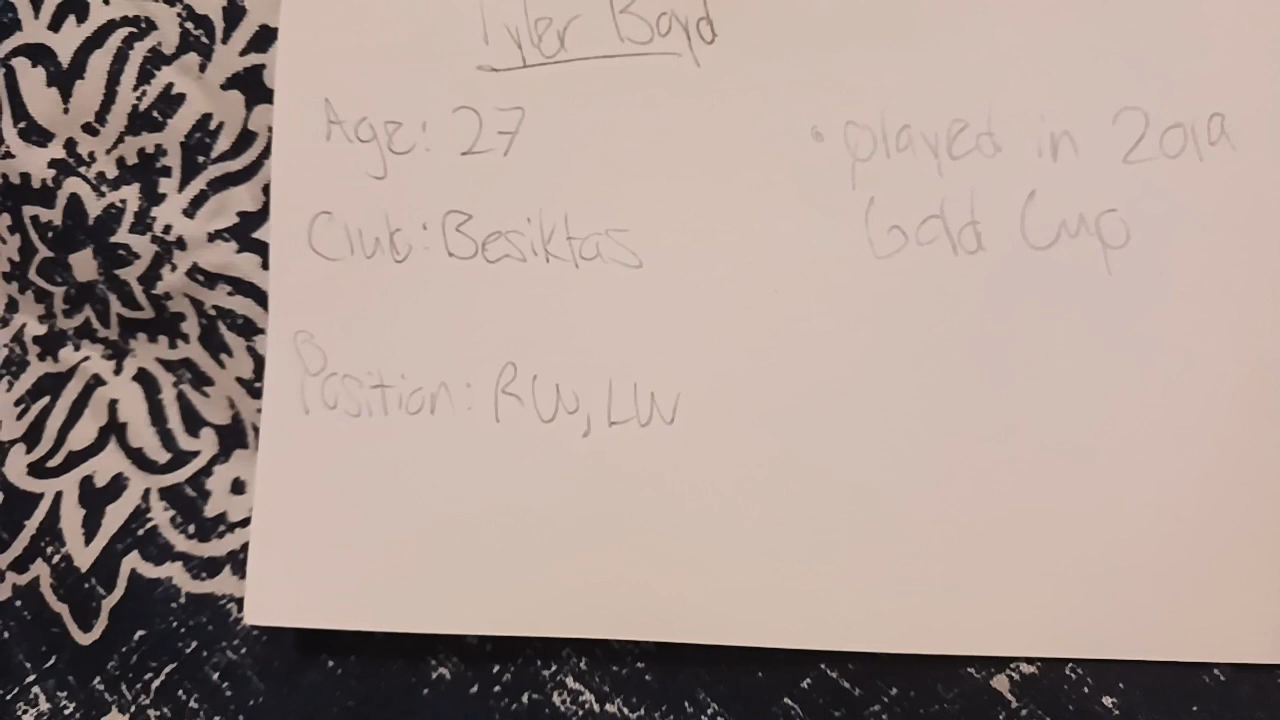 Tyler Boyd
Age: 27
Club: Besiktas
Position: RW, LW
• played in 2019
Gold Cup